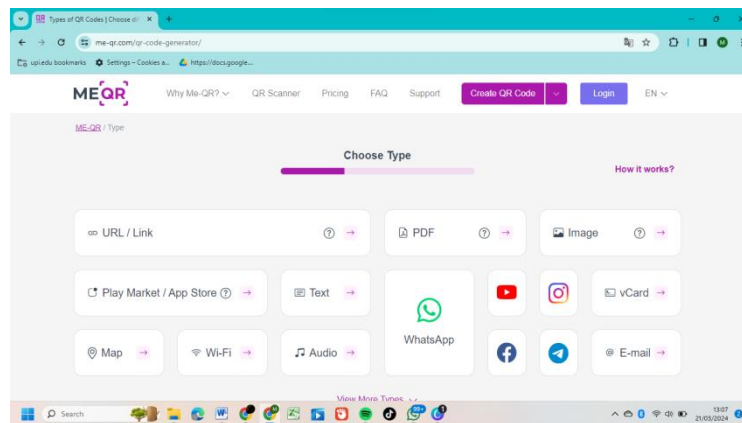 Types of QR Codes | Choose di
me-qr.com/qr-code-generator/
upi.edu bookmarks Settings – Cookies a... https://docs.google...
MEQR Why Me-QR? QR Scanner Pricing FAQ Support Create QR Code Login EN
ME-QR / Type
Choose Type
How it works?
URL / Link ? PDF ? Image ?
Play Market / App Store ? Text vCard
WhatsApp
Map Wi-Fi Audio E-mail
View More Types
Search 99+ 13:07
21/03/2024